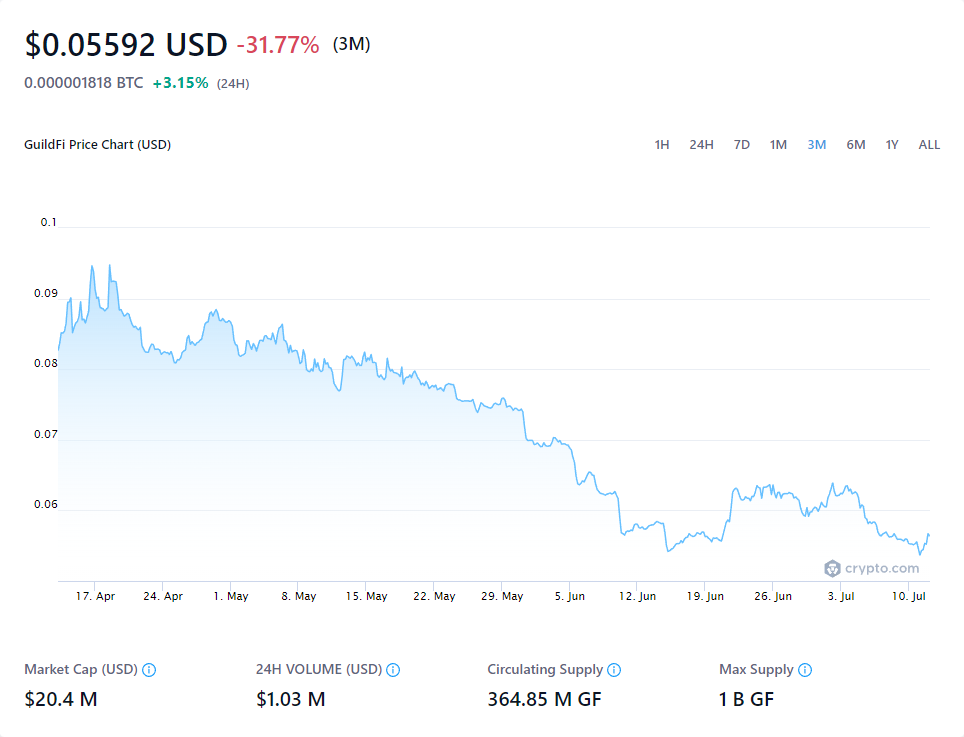 $0.05592 USD -31.77% (3M)
0.000001818 BTC +3.15% (24H)
GuildFi Price Chart (USD) 1H 24H 7D 1M 3M 6M 1Y ALL
0.1
0.09
0.08
0.07
0.06
crypto.com
17. Apr 24. Apr 1. May 8. May 15. May 22. May 29. May 5. Jun 12. Jun 19. Jun 26. Jun 3. Jul 10. Jul
Market Cap (USD) 24H VOLUME (USD) Circulating Supply Max Supply
$20.4 M $1.03 M 364.85 M GF 1 B GF